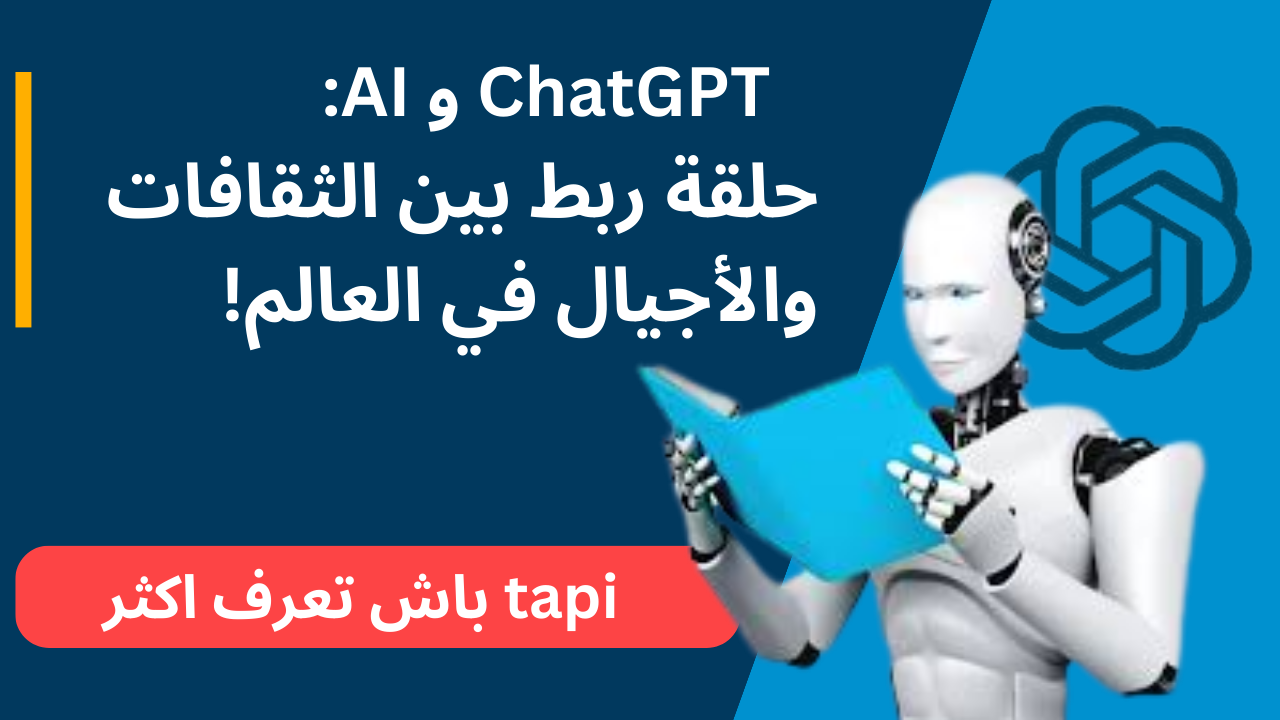 ChatGPT و AI:
حلقة ربط بين الثقافات
والأجيال في العالم!
tapi باش تعرف اكثر